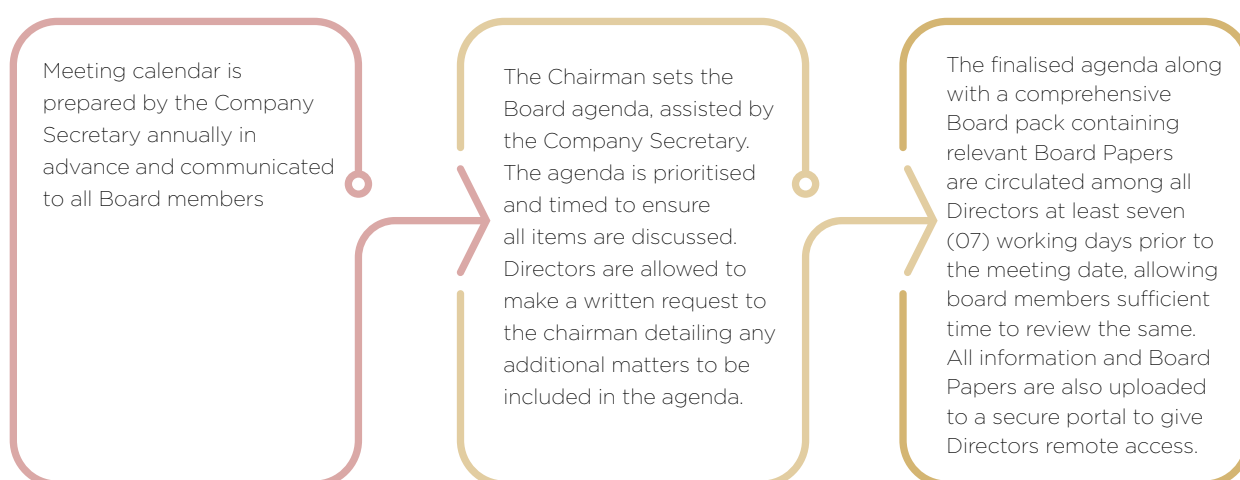 Meeting calendar is
prepared by the Company
Secretary annually in
advance and communicated
to all Board members
The Chairman sets the
Board agenda, assisted by
the Company Secretary.
The agenda is prioritised
and timed to ensure
all items are discussed.
Directors are allowed to
make a written request to
the chairman detailing any
additional matters to be
included in the agenda.
The finalised agenda along
with a comprehensive
Board pack containing
relevant Board Papers
are circulated among all
Directors at least seven
(07) working days prior to
the meeting date, allowing
board members sufficient
time to review the same.
All information and Board
Papers are also uploaded
to a secure portal to give
Directors remote access.